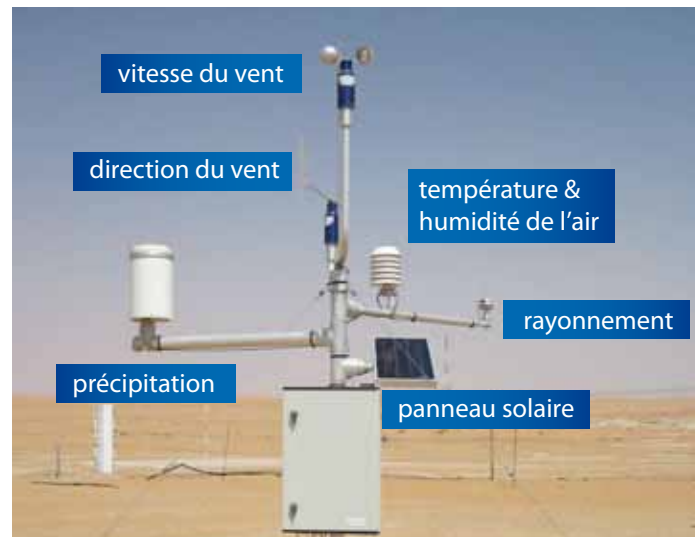 vitesse du vent
direction du vent
température &
humidité de l'air
rayonnement
précipitation
panneau solaire